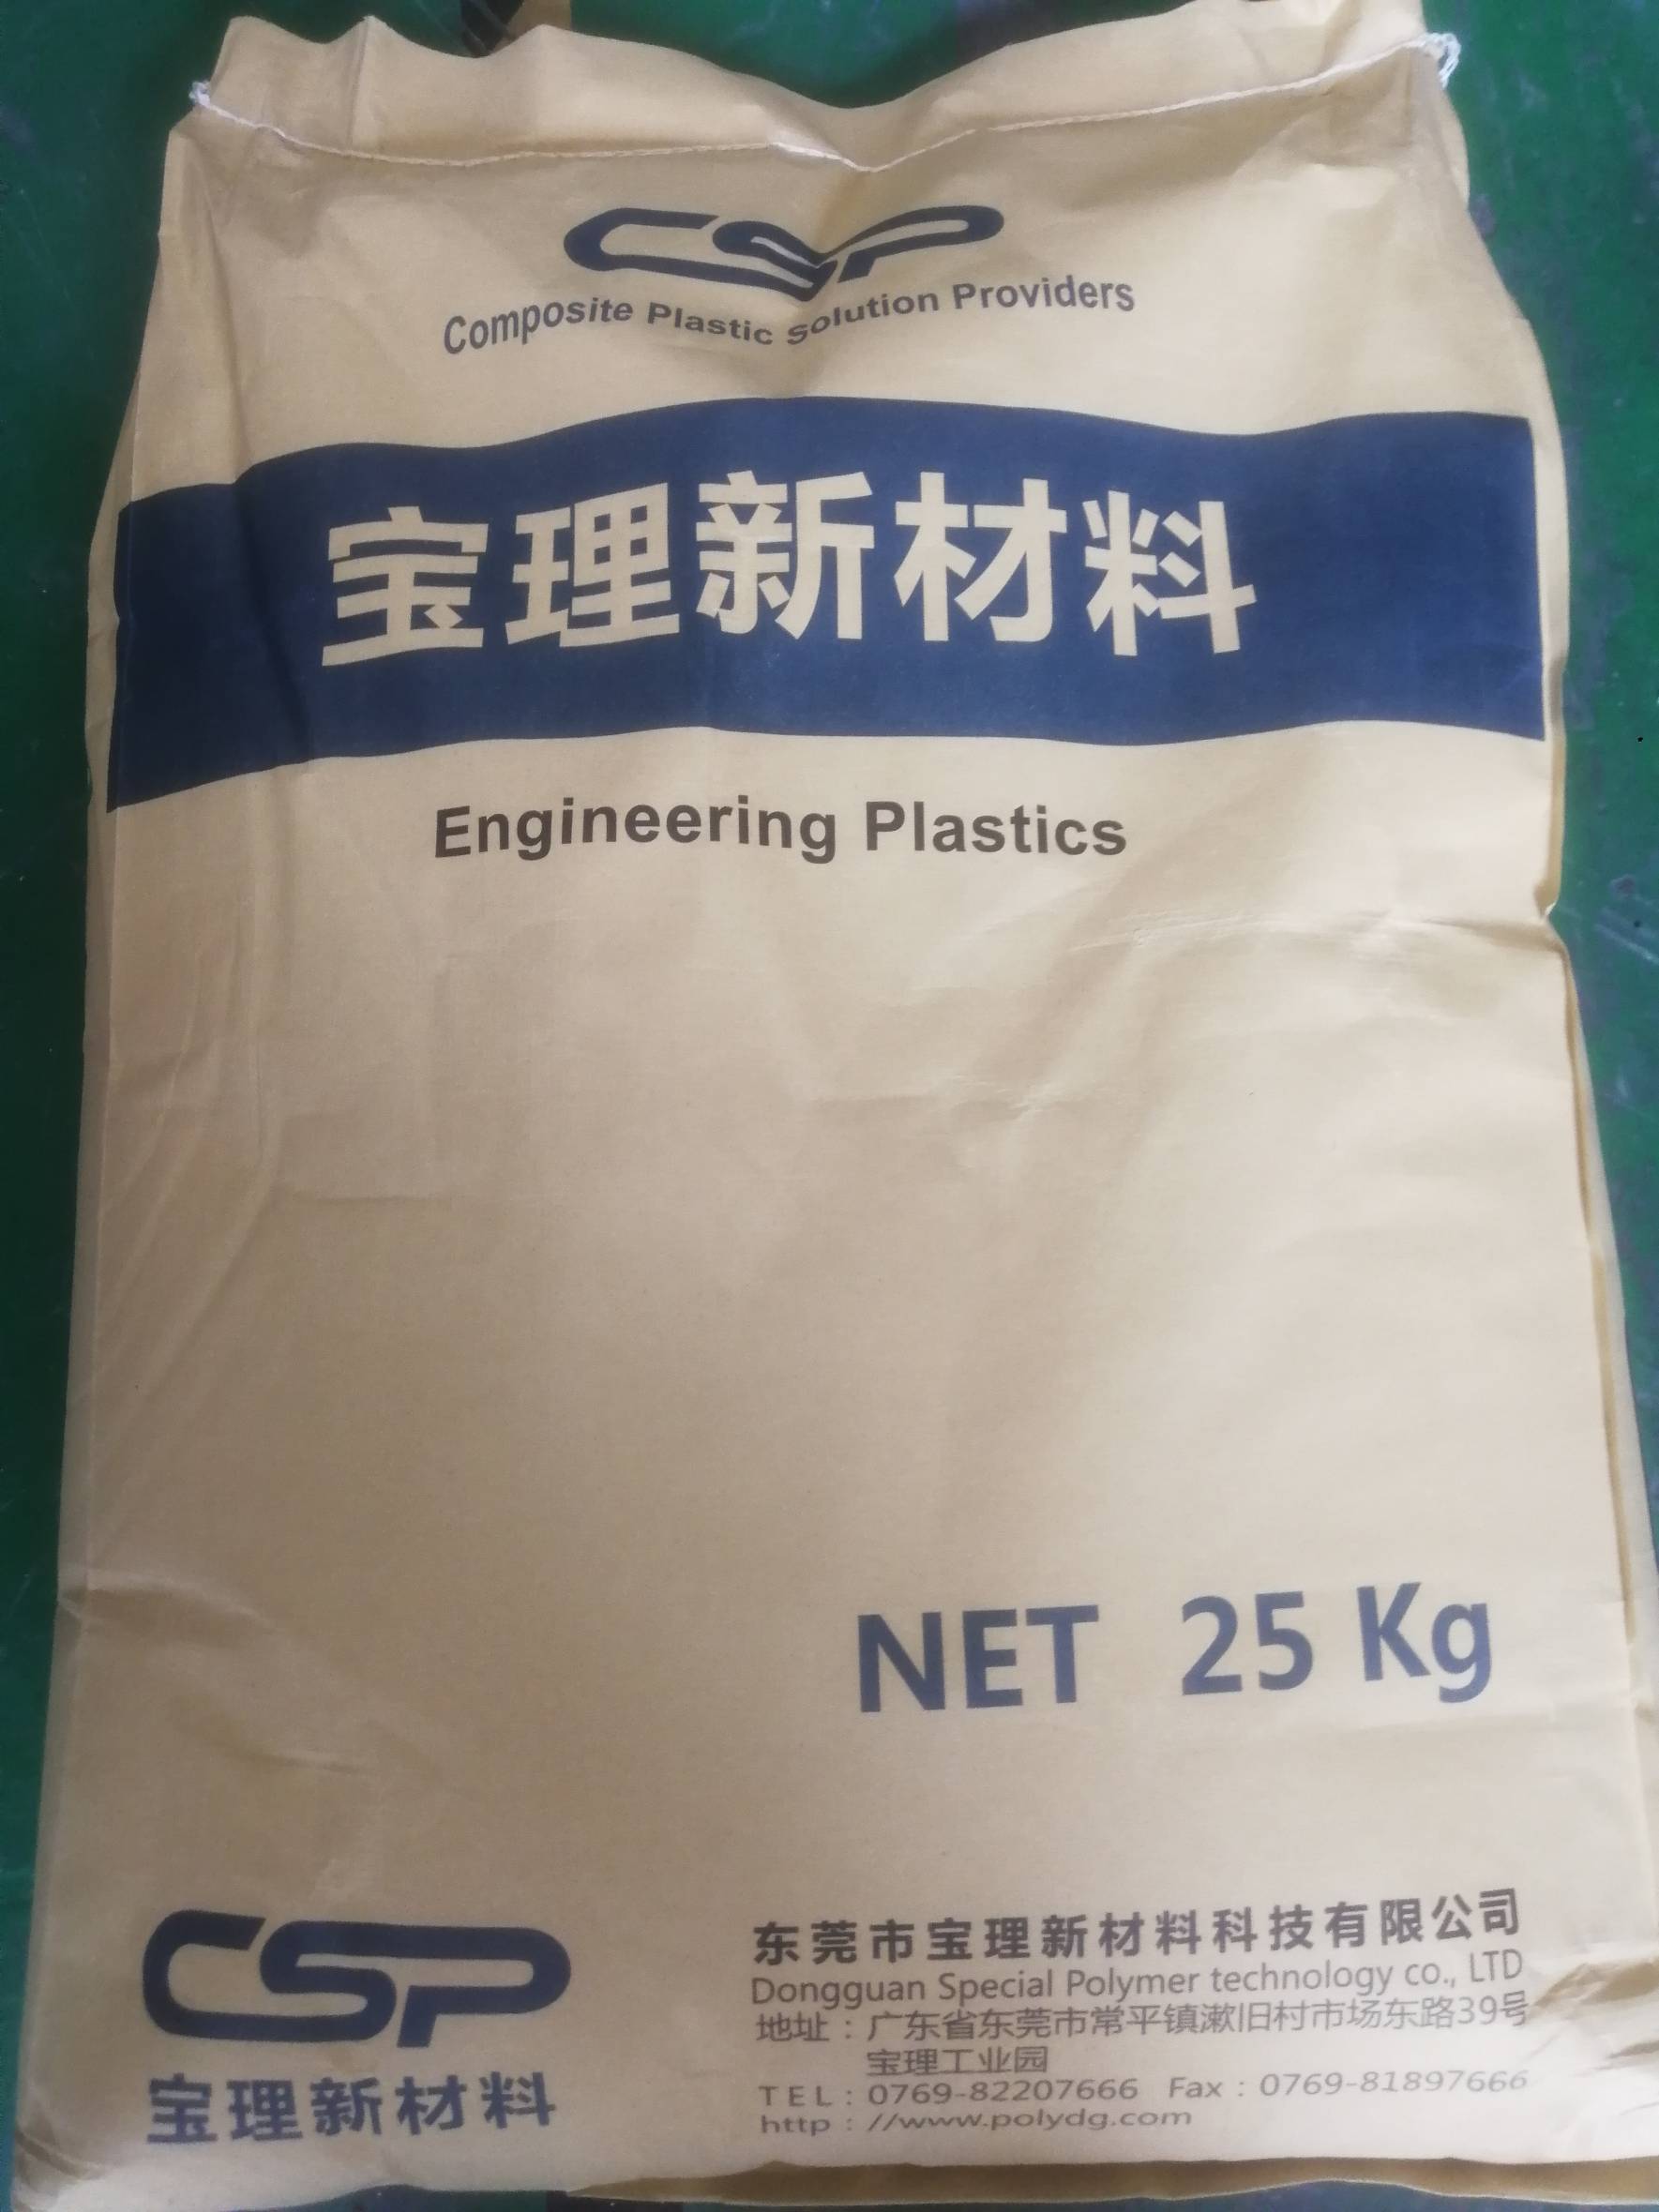 CSP
Composite Plastic Solution Providers
宝理新材料
Engineering Plastics
NET 25 Kg
CSP
宝理新材料
东莞市宝理新材料科技有限公司
Dongguan Special Polymer technology co., LTD
地址：广东省东莞市常平镇漱旧村市场东路39号
宝理工业园
TEL：0769-82207666 Fax：0769-81897666
http：//www.polydg.com